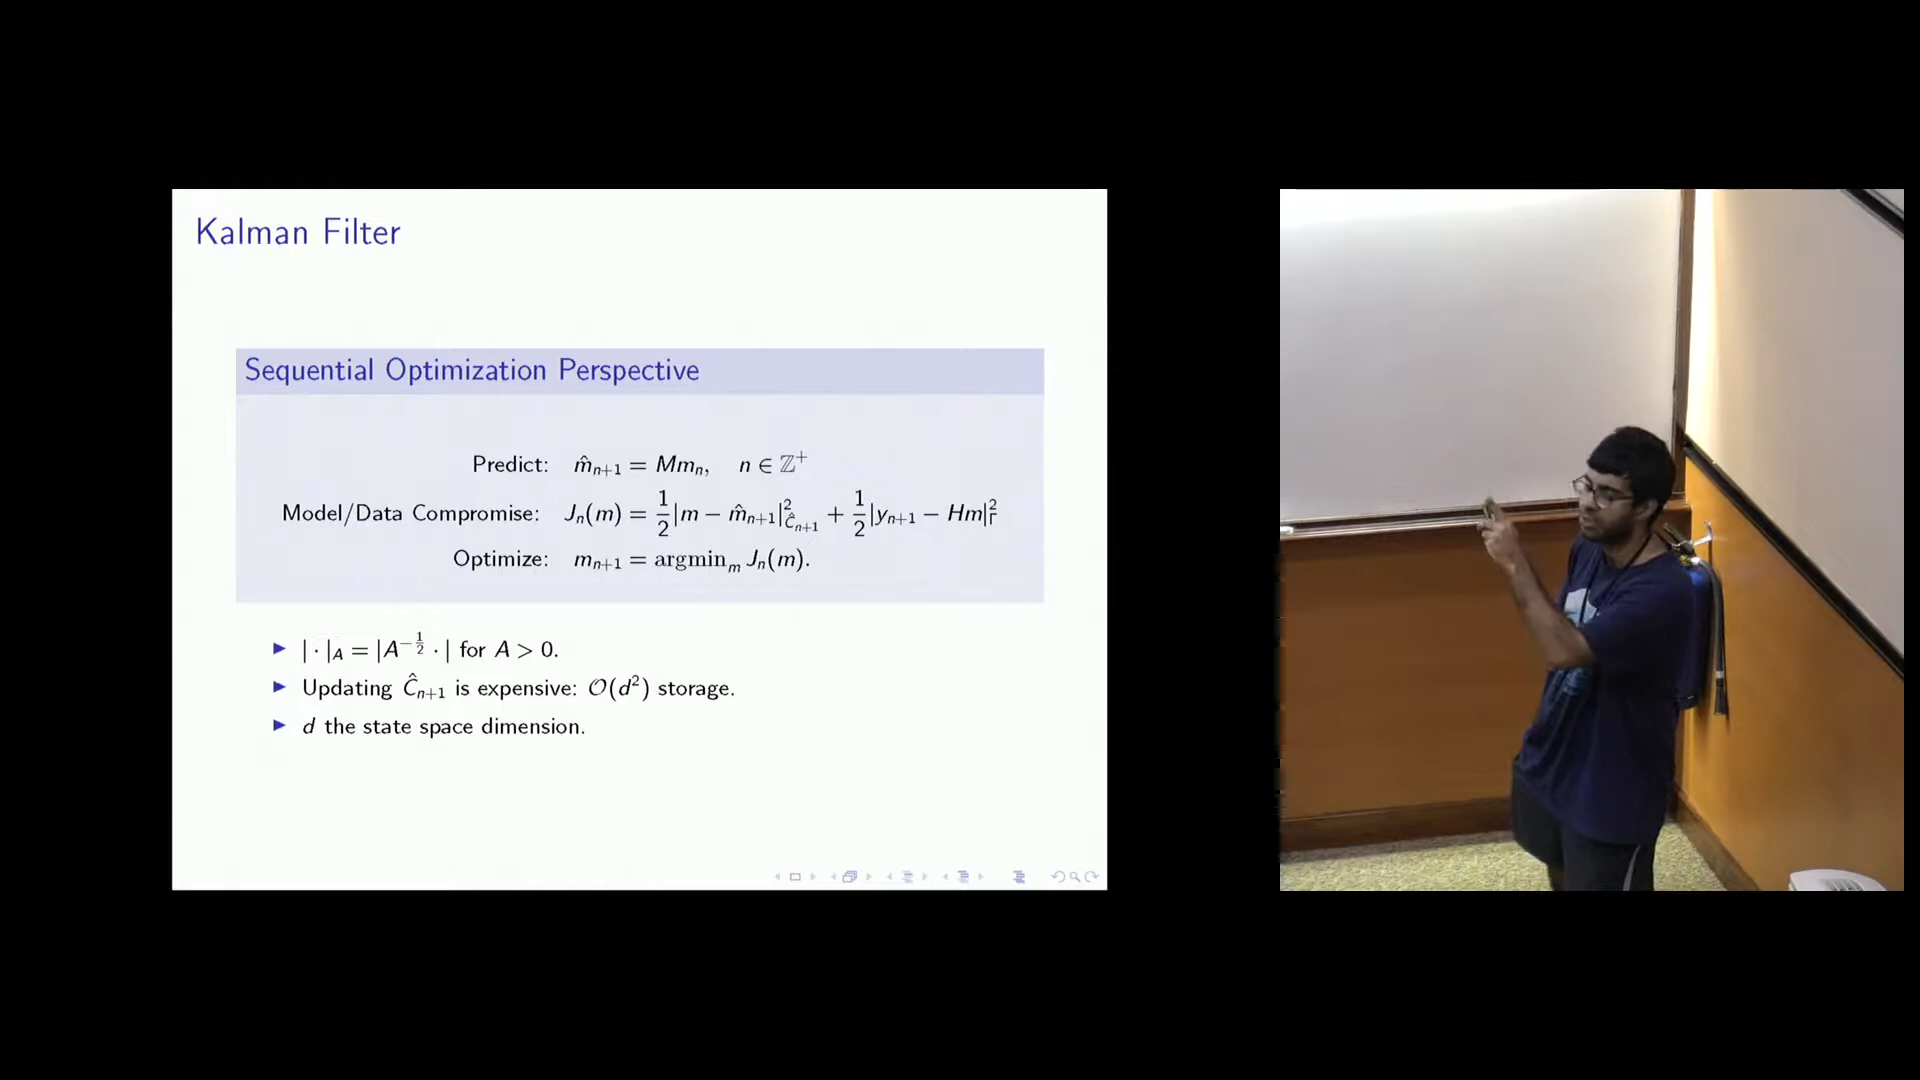 Kalman Filter
Sequential Optimization Perspective
Predict: m̂ₙ₊₁ = Mmₙ, n ∈ ℤ⁺
Model/Data Compromise: Jₙ(m) = 1/2 |m − m̂ₙ₊₁|²_Ĉₙ₊₁ + 1/2 |yₙ₊₁ − Hm|²_Γ
Optimize: mₙ₊₁ = argminₘ Jₙ(m).
▶ | · |_A = |A^{−1/2} · | for A > 0.
▶ Updating Ĉₙ₊₁ is expensive: 𝒪(d²) storage.
▶ d the state space dimension.